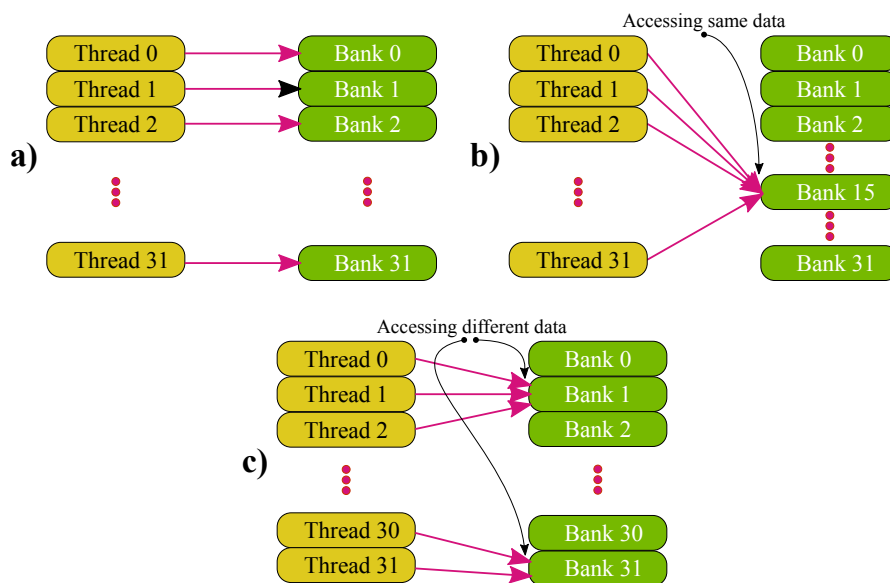 a)
Thread 0
Bank 0
Thread 1
Bank 1
Thread 2
Bank 2
Thread 31
Bank 31
b)
Accessing same data
Thread 0
Bank 0
Thread 1
Bank 1
Thread 2
Bank 2
Bank 15
Thread 31
Bank 31
c)
Accessing different data
Thread 0
Bank 0
Thread 1
Bank 1
Thread 2
Bank 2
Thread 30
Bank 30
Thread 31
Bank 31